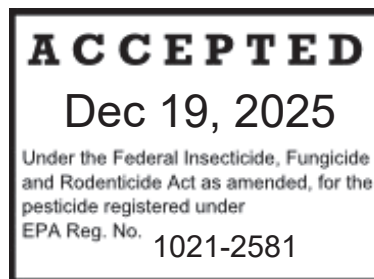 ACCEPTED
Dec 19, 2025
Under the Federal Insecticide, Fungicide
and Rodenticide Act as amended, for the
pesticide registered under
EPA Reg. No. 1021-2581